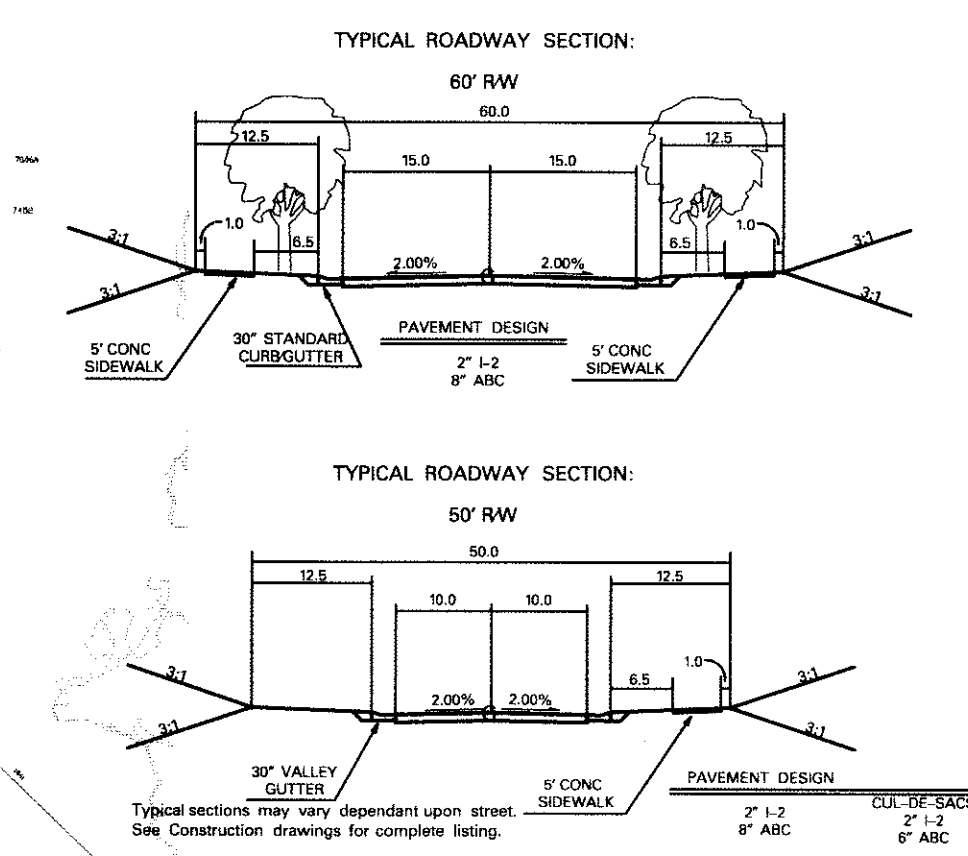 TYPICAL ROADWAY SECTION:
60' R/W
60.0
12.5
12.5
15.0
15.0
1.0
6.5
6.5
1.0
3:1
3:1
2.00%
2.00%
3:1
3:1
5' CONC
SIDEWALK
30" STANDARD
CURB/GUTTER
PAVEMENT DESIGN
2" I-2
8" ABC
5' CONC
SIDEWALK
TYPICAL ROADWAY SECTION:
50' R/W
50.0
12.5
12.5
10.0
10.0
1.0
6.5
3:1
3:1
2.00%
2.00%
3:1
3:1
30" VALLEY
GUTTER
5' CONC
SIDEWALK
PAVEMENT DESIGN
2" I-2
8" ABC
CUL-DE-SACS
2" I-2
6" ABC
Typical sections may vary dependant upon street.
See Construction drawings for complete listing.